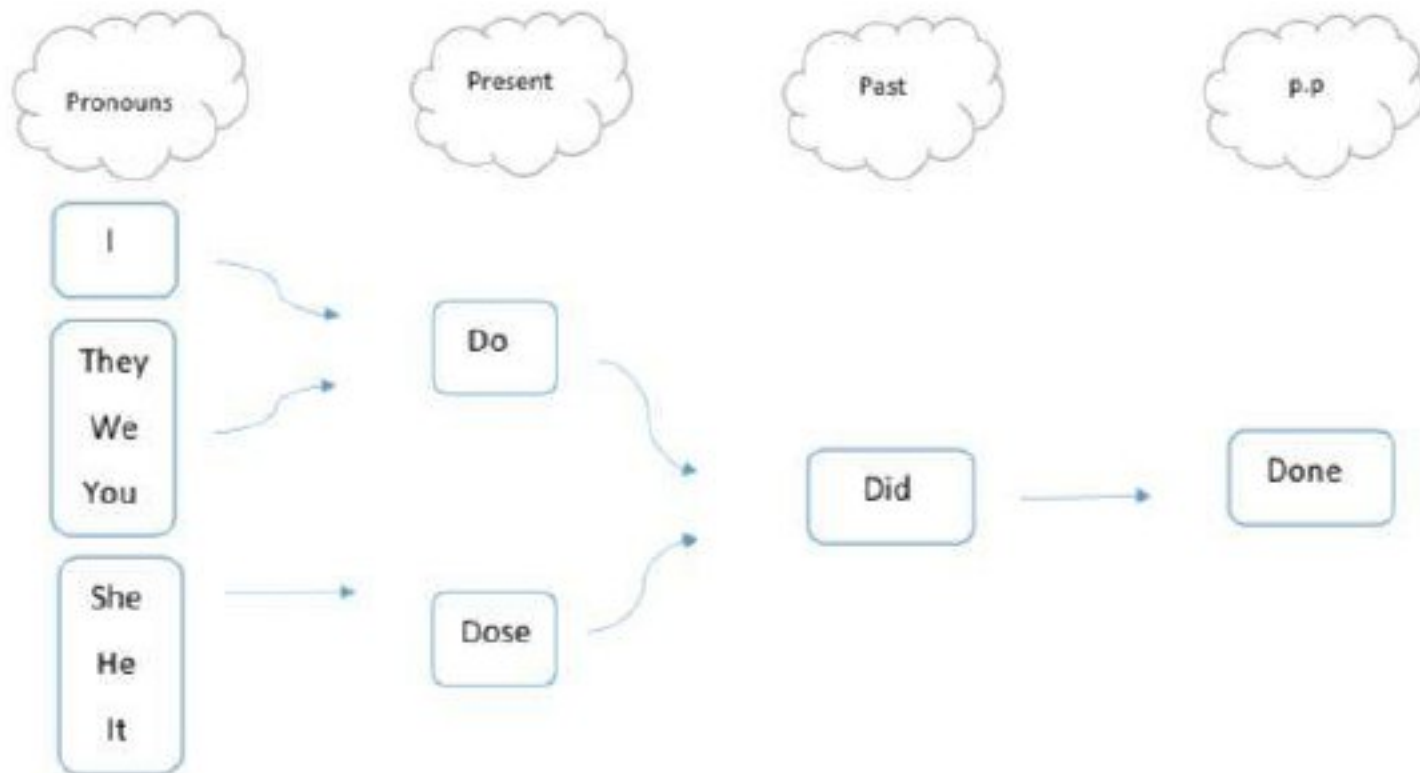 Pronouns
Present
Past
p.p
I
They
We
You
She
He
It
Do
Dose
Did
Done